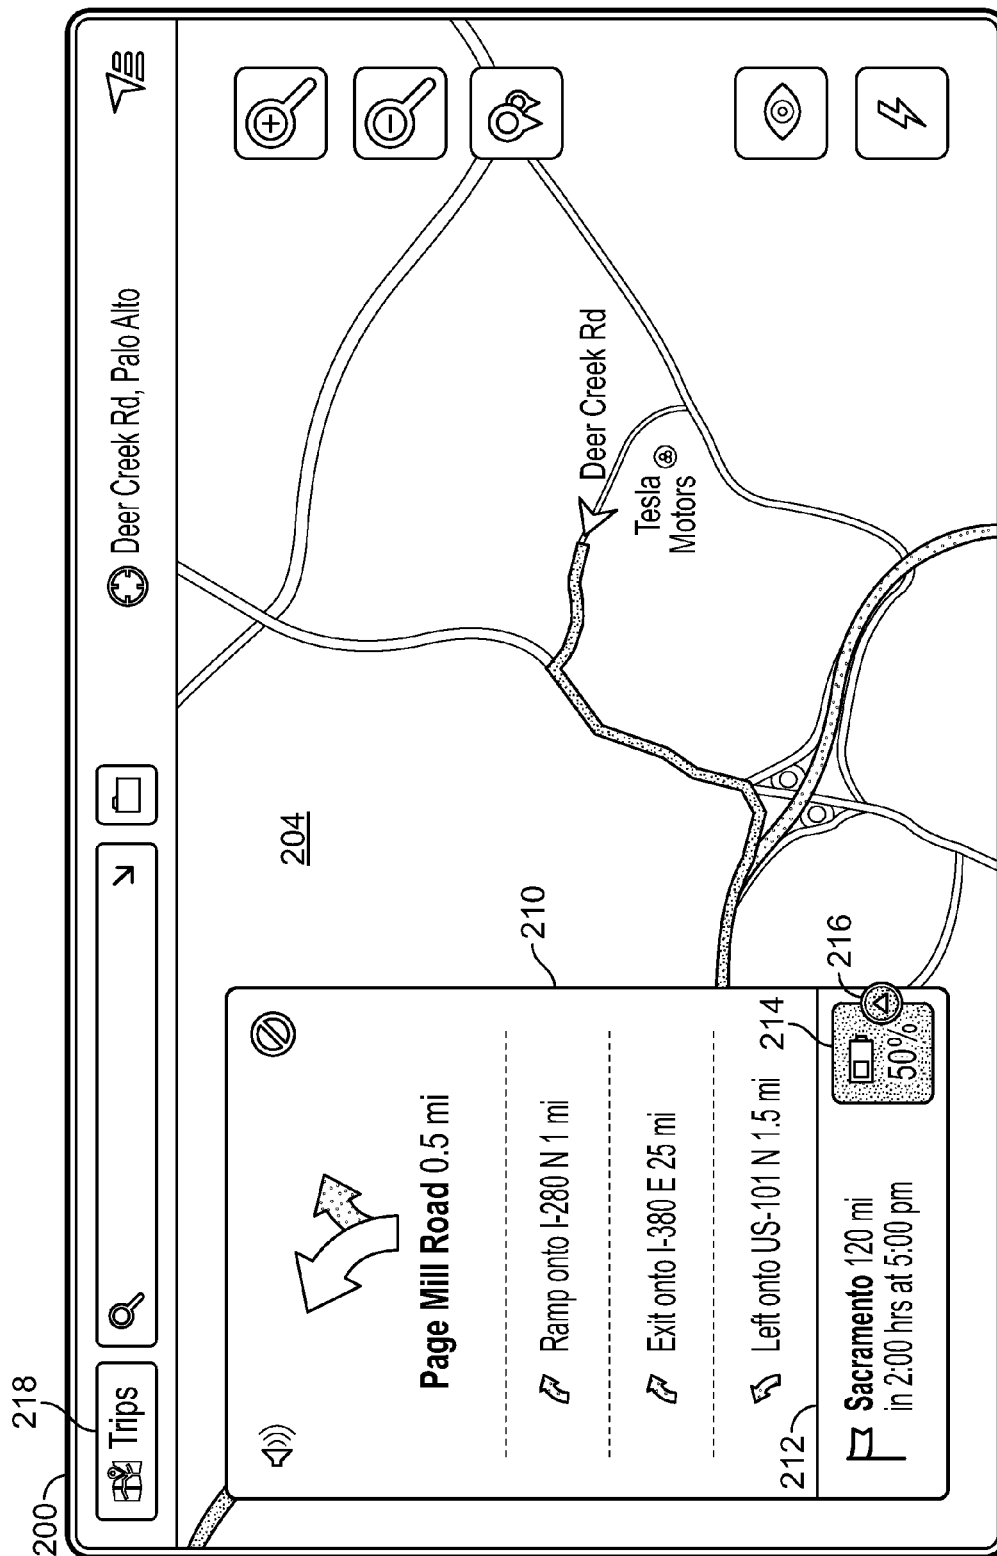 200
218
Trips
Deer Creek Rd, Palo Alto
204
210
Page Mill Road 0.5 mi
Ramp onto I-280 N 1 mi
Exit onto I-380 E 25 mi
Left onto US-101 N 1.5 mi
212
Sacramento 120 mi
in 2:00 hrs at 5:00 pm
214
50%
216
Deer Creek Rd
Tesla
Motors